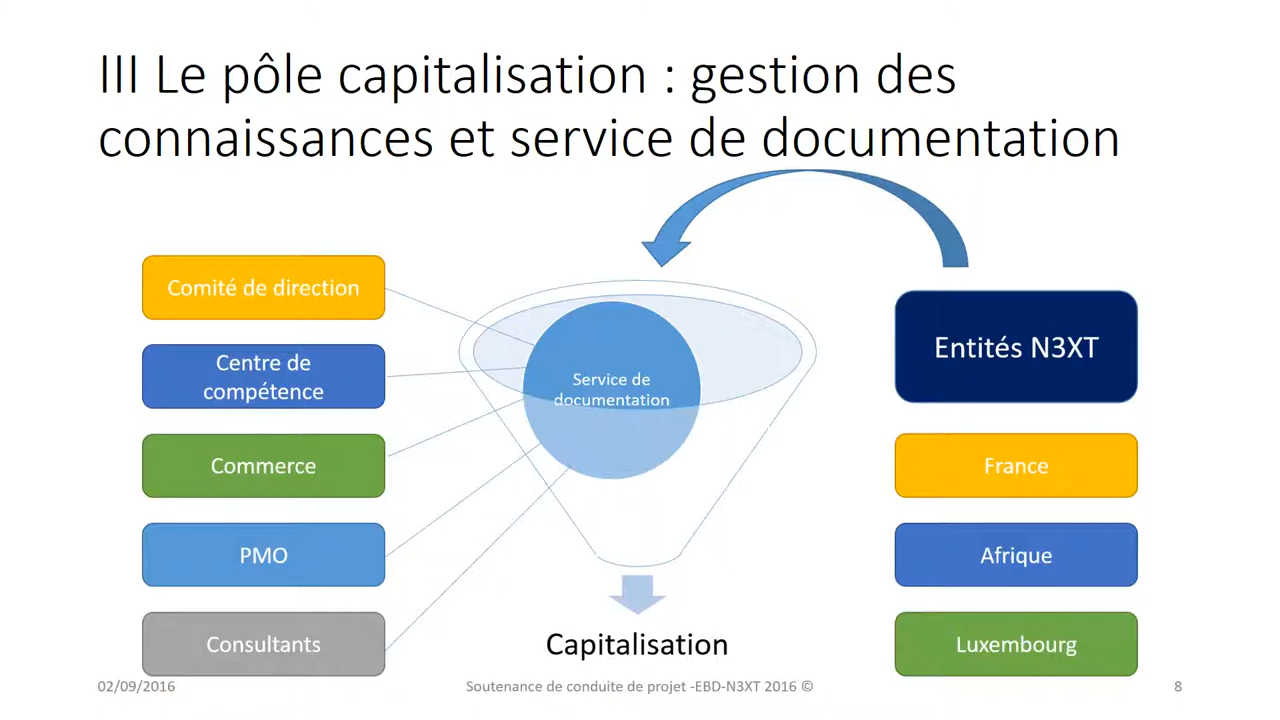 III Le pôle capitalisation : gestion des
connaissances et service de documentation
Comité de direction
Centre de
compétence
Commerce
PMO
Consultants
Service de
documentation
Capitalisation
Entités N3XT
France
Afrique
Luxembourg
02/09/2016
Soutenance de conduite de projet -EBD-N3XT 2016 ©
8